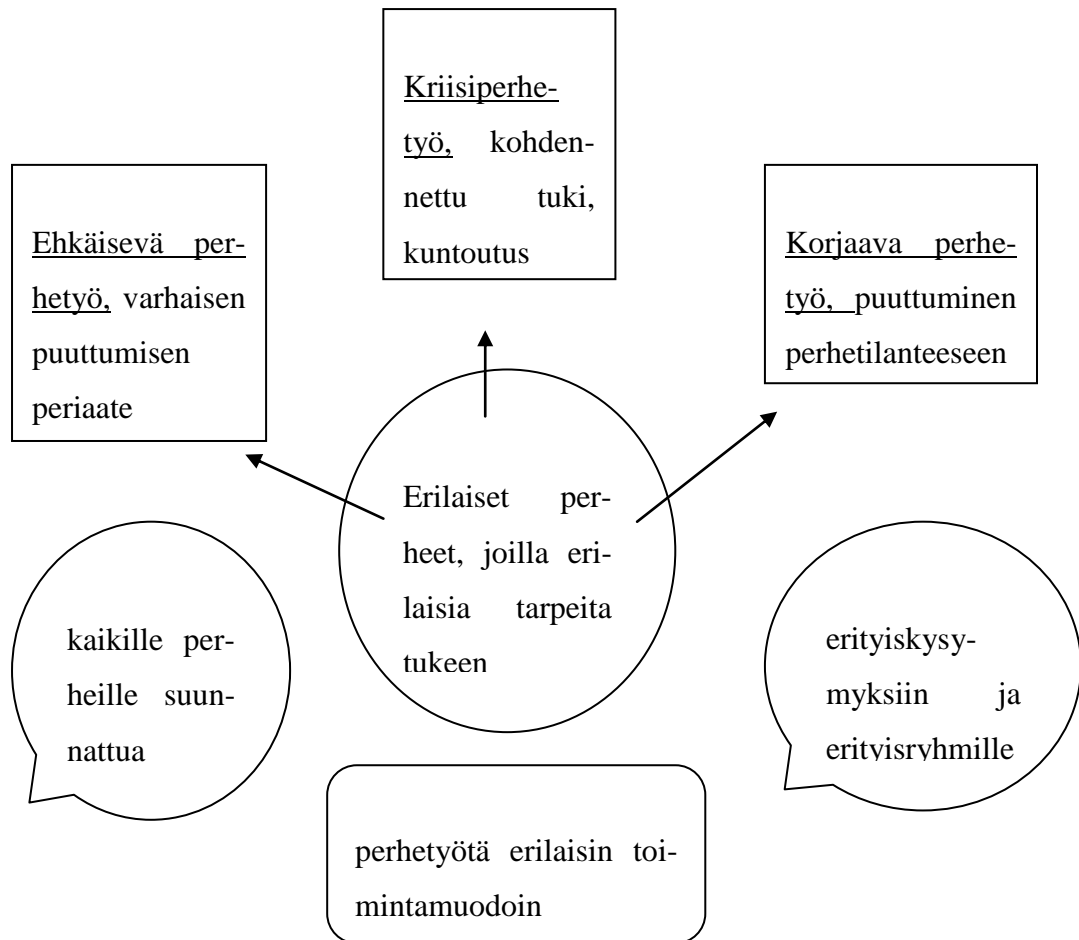 Kriisiperhe-
työ, kohden-
nettu tuki,
kuntoutus
Ehkäisevä per-
hetyö, varhaisen
puuttumisen
periaate
Korjaava perhe-
työ, puuttuminen
perhetilanteeseen
Erilaiset per-
heet, joilla eri-
laisia tarpeita
tukeen
kaikille per-
heille suun-
nattua
erityiskysy-
myksiin ja
erityisryhmille
perhetyötä erilaisin toi-
mintamuodoin